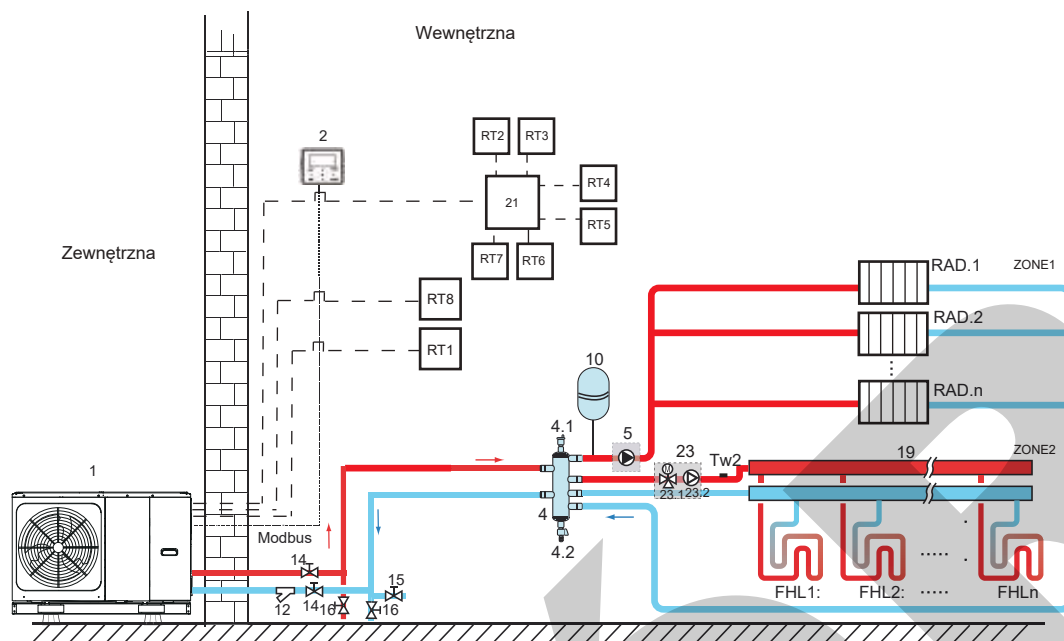 Wewnętrzna
2
RT2
RT3
RT4
21
RT5
Zewnętrzna
RT7
RT6
RAD.1
ZONE1
RT8
RAD.2
RT1
10
RAD.n
4.1
5
23
Tw2
19
ZONE2
1
23.1
23.2
4
Modbus
4.2
14
15
12
14
16
16
FHL1:
FHL2:
FHLn